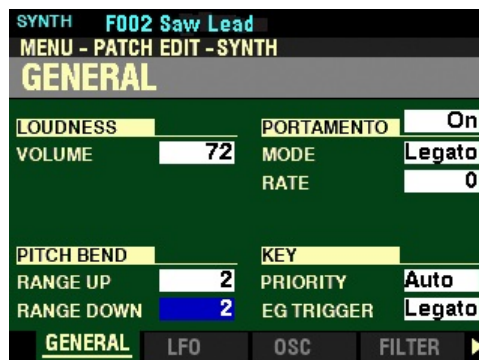 SYNTH F002 Saw Lead
MENU - PATCH EDIT - SYNTH
GENERAL
LOUDNESS
VOLUME 72
PORTAMENTO On
MODE Legato
RATE 0
PITCH BEND
RANGE UP 2
RANGE DOWN 2
KEY
PRIORITY Auto
EG TRIGGER Legato
GENERAL LFO OSC FILTER